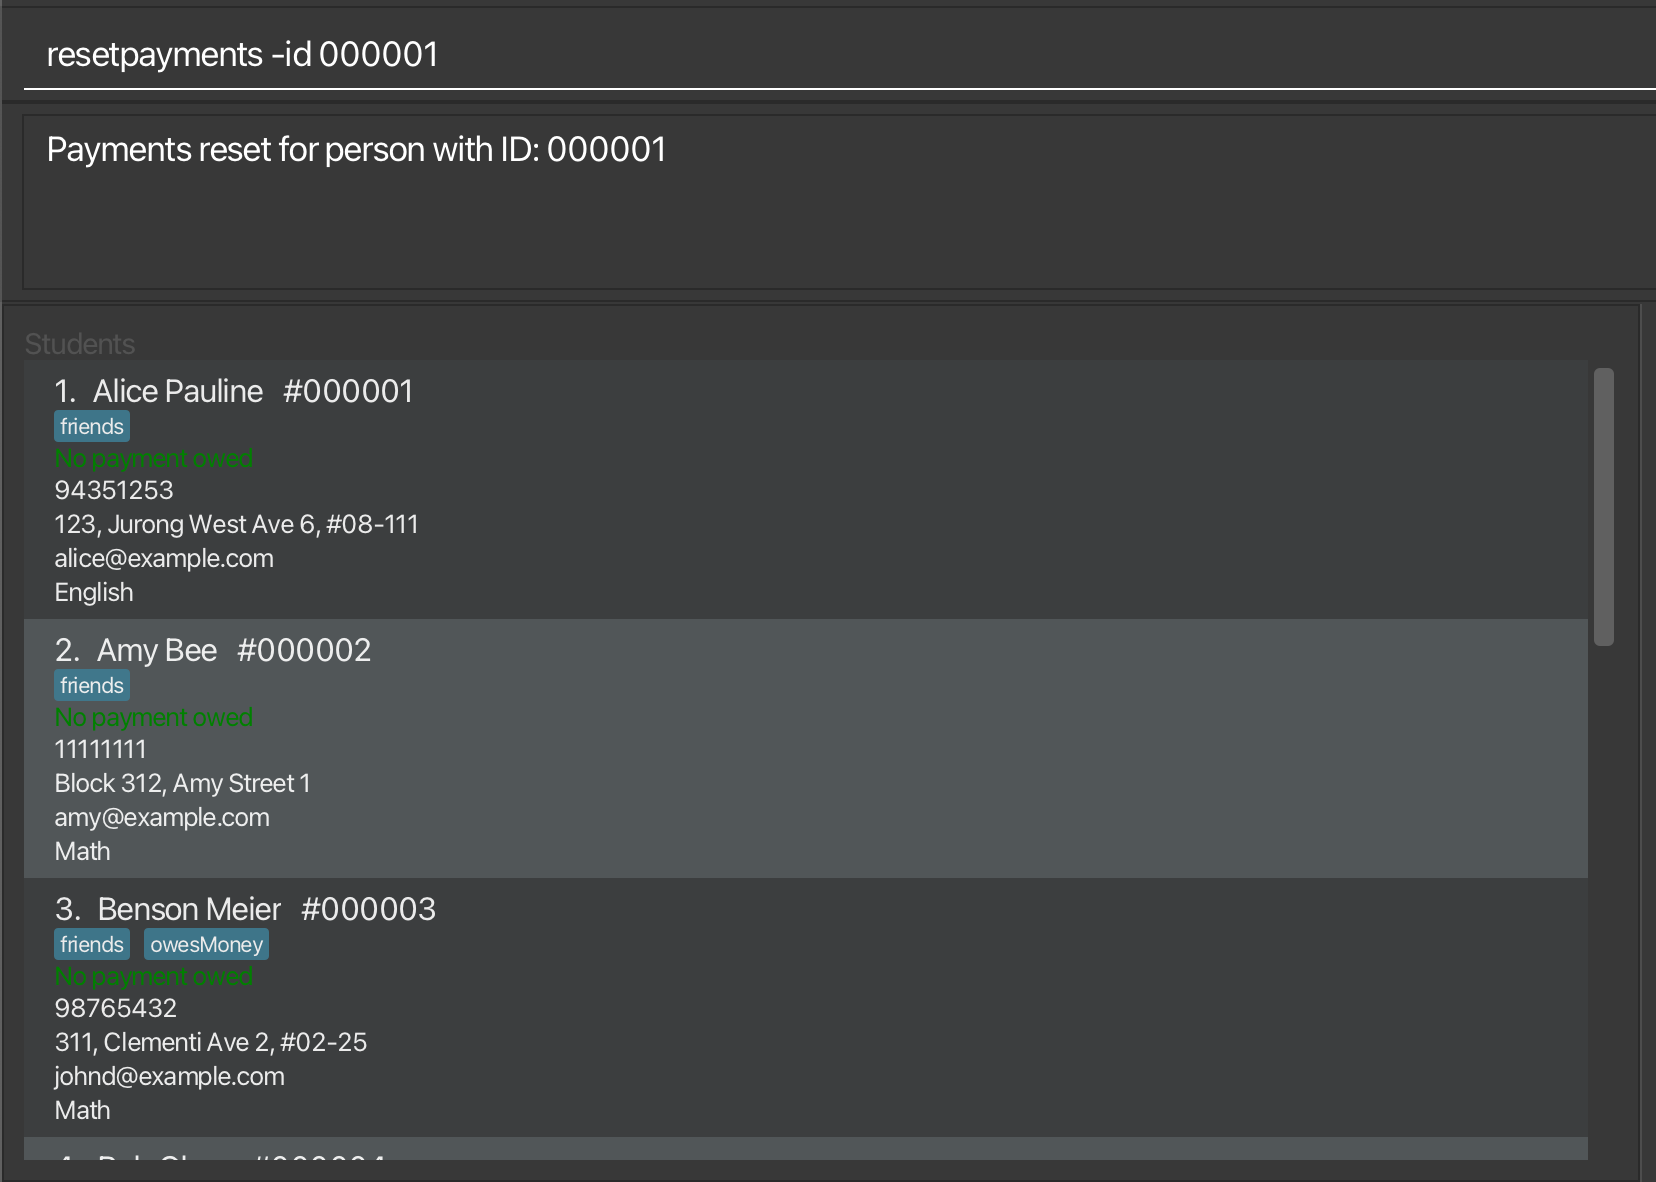 resetpayments -id 000001
Payments reset for person with ID: 000001
Students
1. Alice Pauline #000001
friends
No payment owed
94351253
123, Jurong West Ave 6, #08-111
alice@example.com
English
2. Amy Bee #000002
friends
No payment owed
11111111
Block 312, Amy Street 1
amy@example.com
Math
3. Benson Meier #000003
friends owesMoney
No payment owed
98765432
311, Clementi Ave 2, #02-25
johnd@example.com
Math